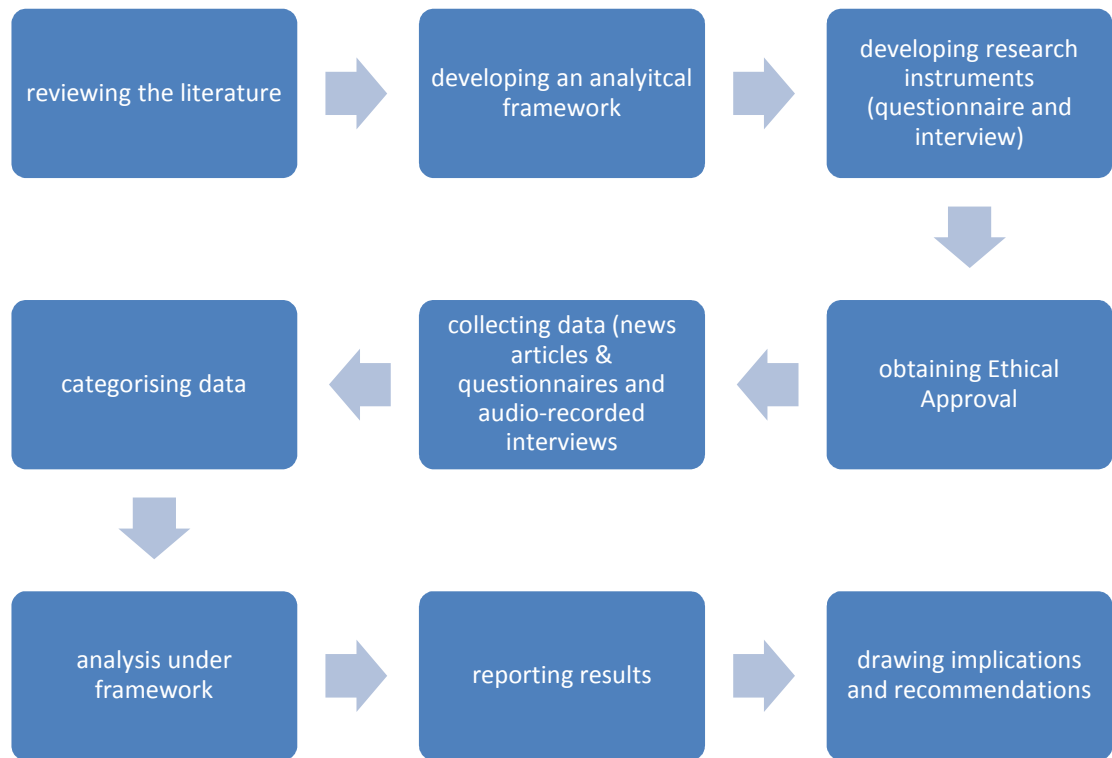 reviewing the literature
developing an analyitcal
framework
developing research
instruments
(questionnaire and
interview)
obtaining Ethical
Approval
collecting data (news
articles &
questionnaires and
audio-recorded
interviews
categorising data
analysis under
framework
reporting results
drawing implications
and recommendations